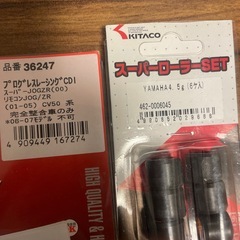 品番 36247
プログレスレーシングCDI
スーパーJOGZR(00)
リモコンJOG/ZR
(01-05) CV50 系
完全整合車のみ
*06-07モデル 不可
4 909449 167274
HIGH QUALITY & H
KITACO
スーパーローラーSET
YAMAHA4.5g(6ケ入)
462-0006045